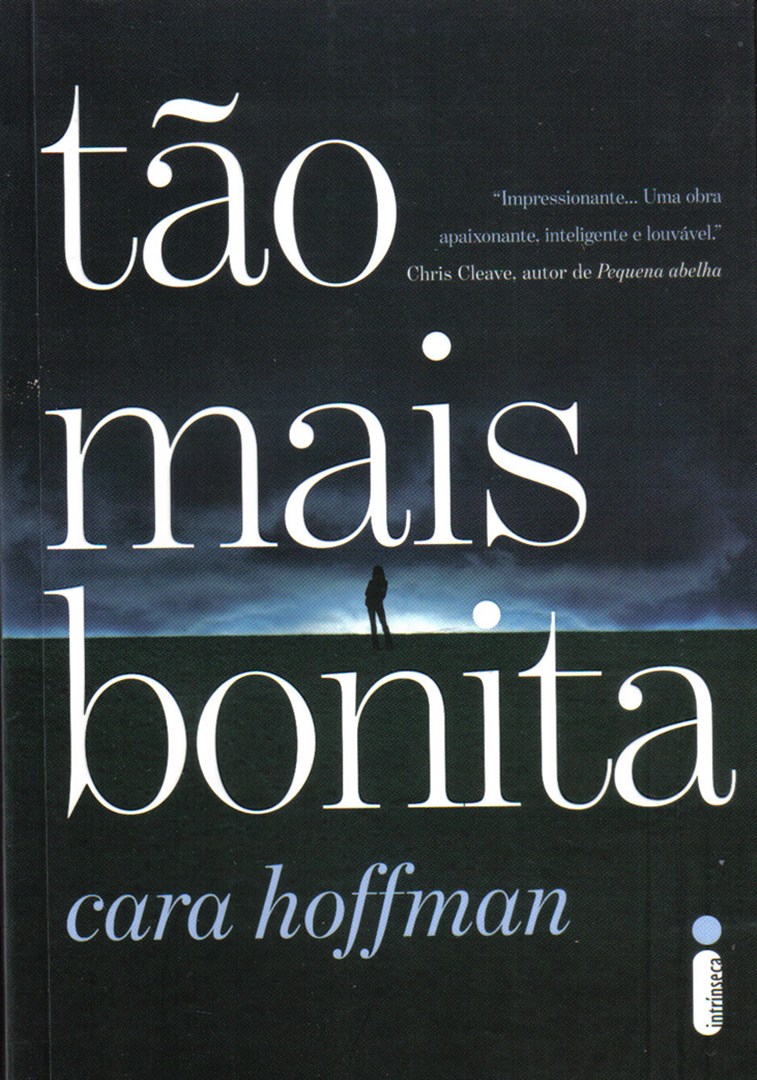 tão
“Impressionante... Uma obra
apaixonante, inteligente e louvável.”
Chris Cleave, autor de Pequena abelha
mais
bonita
cara hoffman
intrínseca